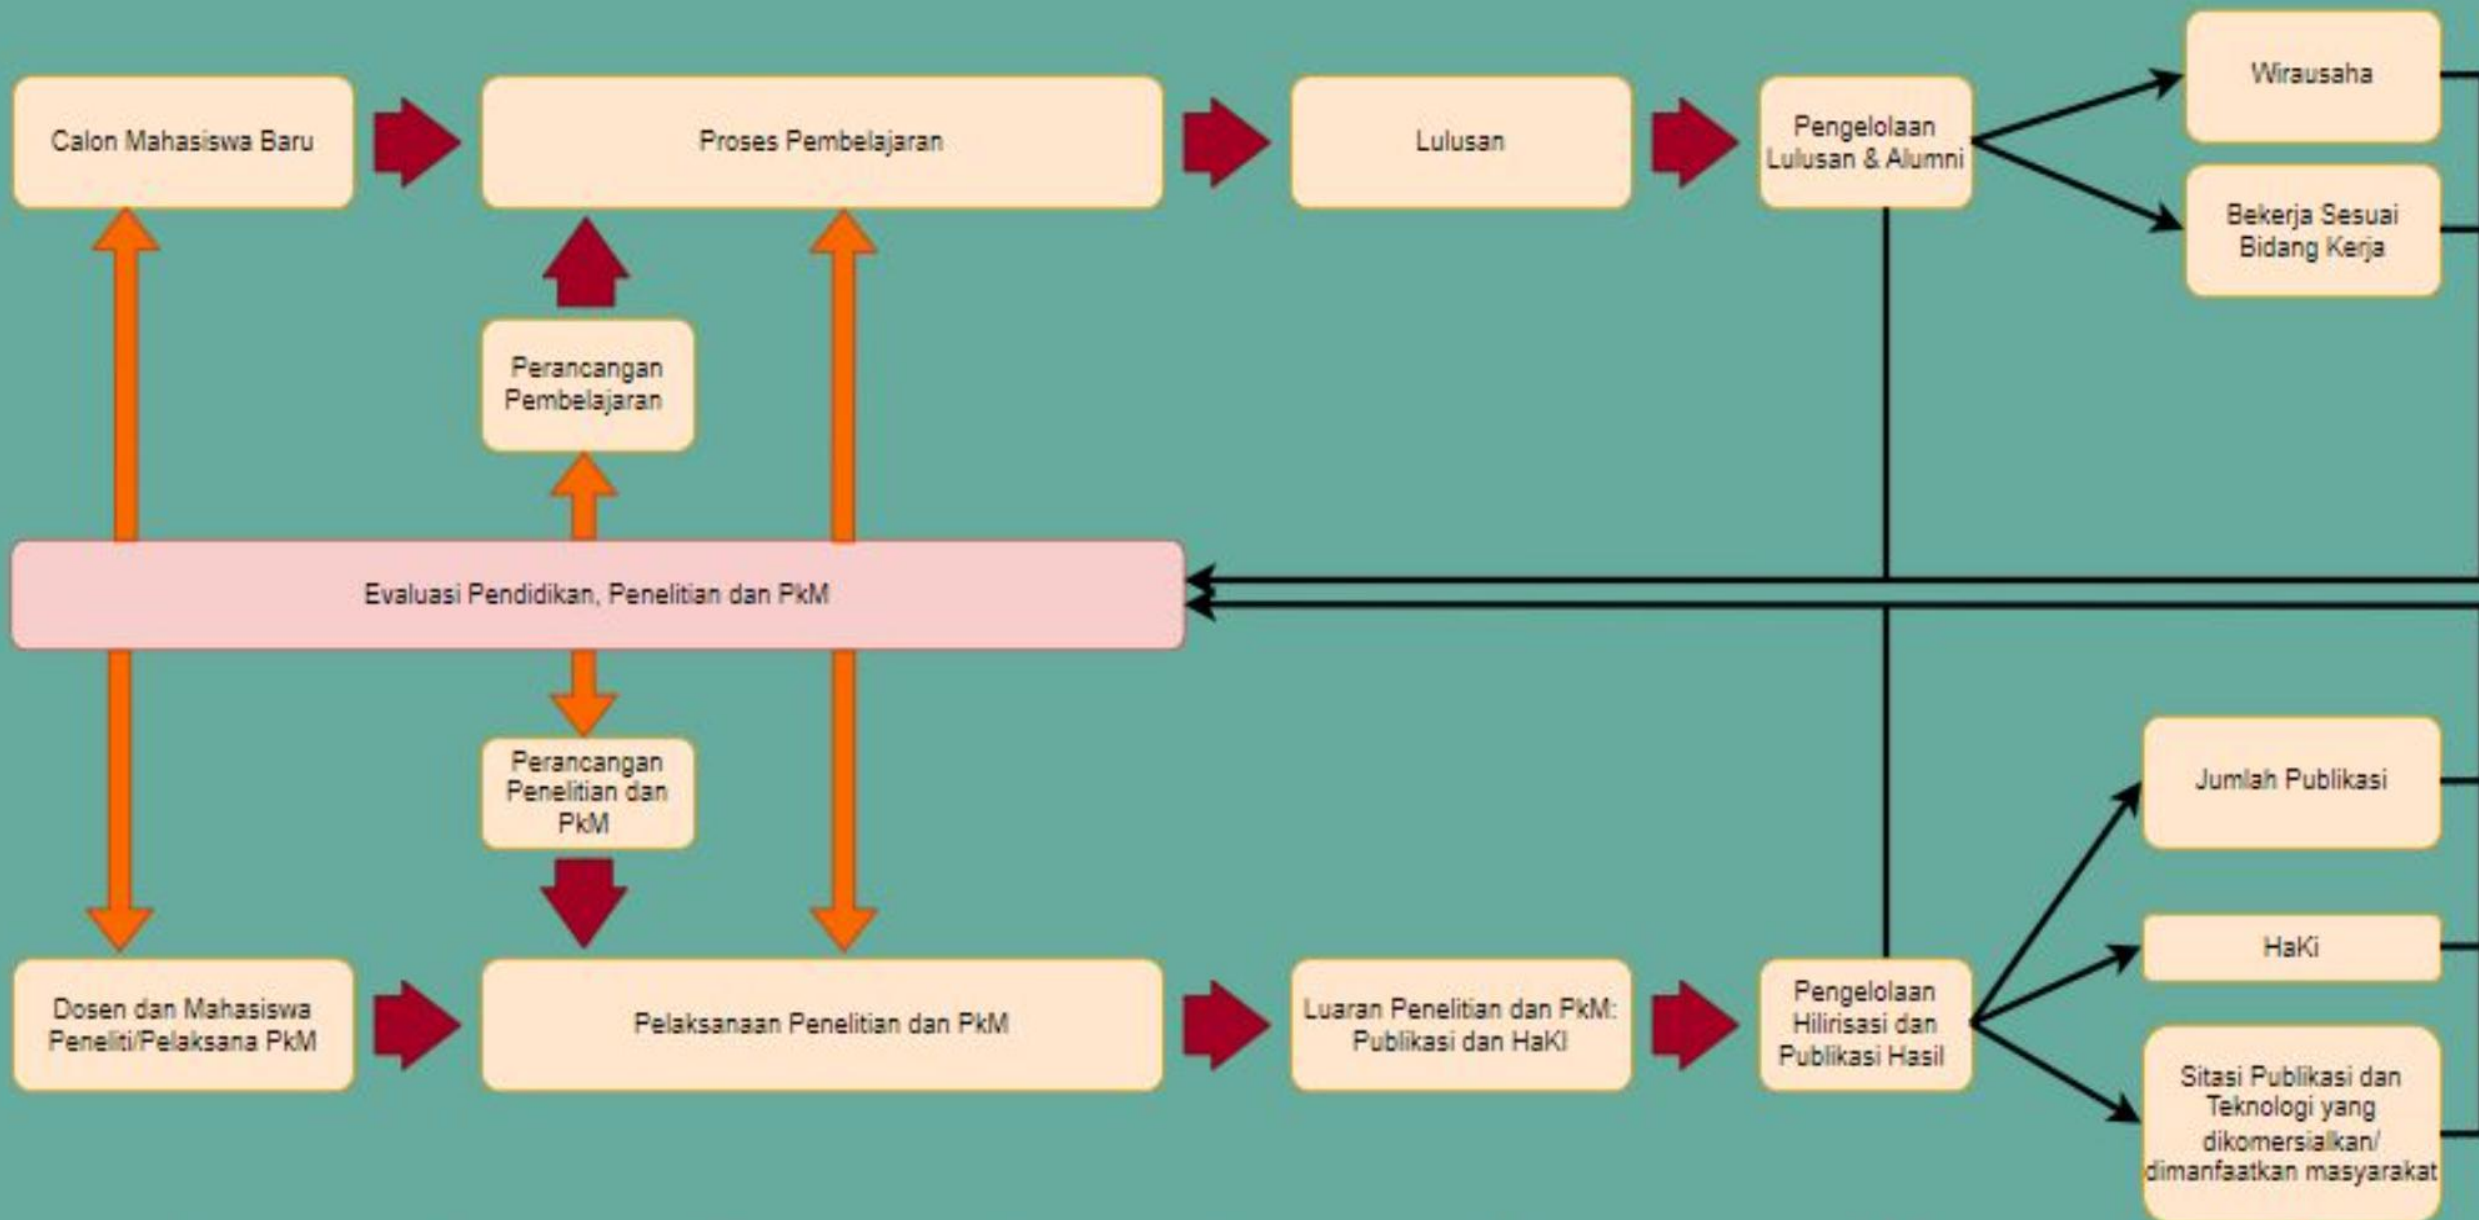 Calon Mahasiswa Baru
Proses Pembelajaran
Lulusan
Pengelolaan
Lulusan & Alumni
Wirausaha
Bekerja Sesuai
Bidang Kerja
Perancangan
Pembelajaran
Evaluasi Pendidikan, Penelitian dan PkM
Perancangan
Penelitian dan
PkM
Dosen dan Mahasiswa
Peneliti/Pelaksana PkM
Pelaksanaan Penelitian dan PkM
Luaran Penelitian dan PkM:
Publikasi dan HaKI
Pengelolaan
Hilirisasi dan
Publikasi Hasil
Jumlah Publikasi
HaKi
Sitasi Publikasi dan
Teknologi yang
dikomersialkan/
dimanfaatkan masyarakat